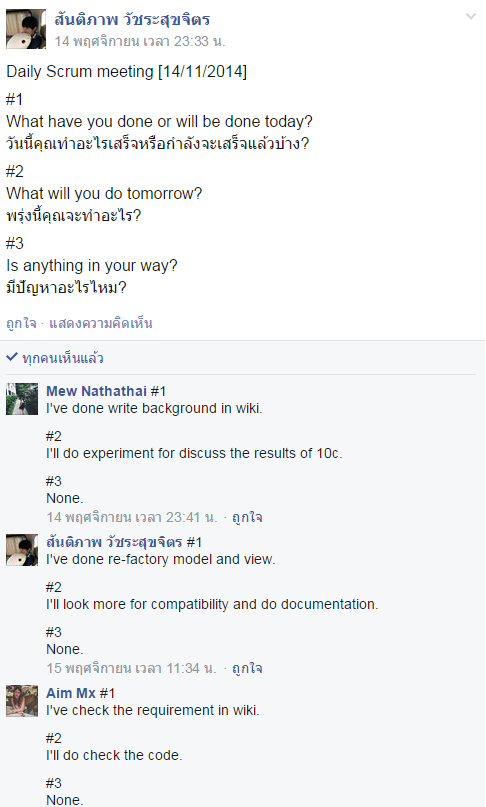 สันติภาพ วัชระสุขจิตร
14 พฤศจิกายน เวลา 23:33 น.
Daily Scrum meeting [14/11/2014]
#1
What have you done or will be done today?
วันนี้คุณทำอะไรเสร็จหรือกำลังจะเสร็จแล้วบ้าง?
#2
What will you do tomorrow?
พรุ่งนี้คุณจะทำอะไร?
#3
Is anything in your way?
มีปัญหาอะไรไหม?
ถูกใจ · แสดงความคิดเห็น
ทุกคนเห็นแล้ว
Mew Nathathai #1
I've done write background in wiki.
#2
I'll do experiment for discuss the results of 10c.
#3
None.
14 พฤศจิกายน เวลา 23:41 น. · ถูกใจ
สันติภาพ วัชระสุขจิตร #1
I've done re-factory model and view.
#2
I'll look more for compatibility and do documentation.
#3
None.
15 พฤศจิกายน เวลา 11:34 น. · ถูกใจ
Aim Mx #1
I've check the requirement in wiki.
#2
I'll do check the code.
#3
None.